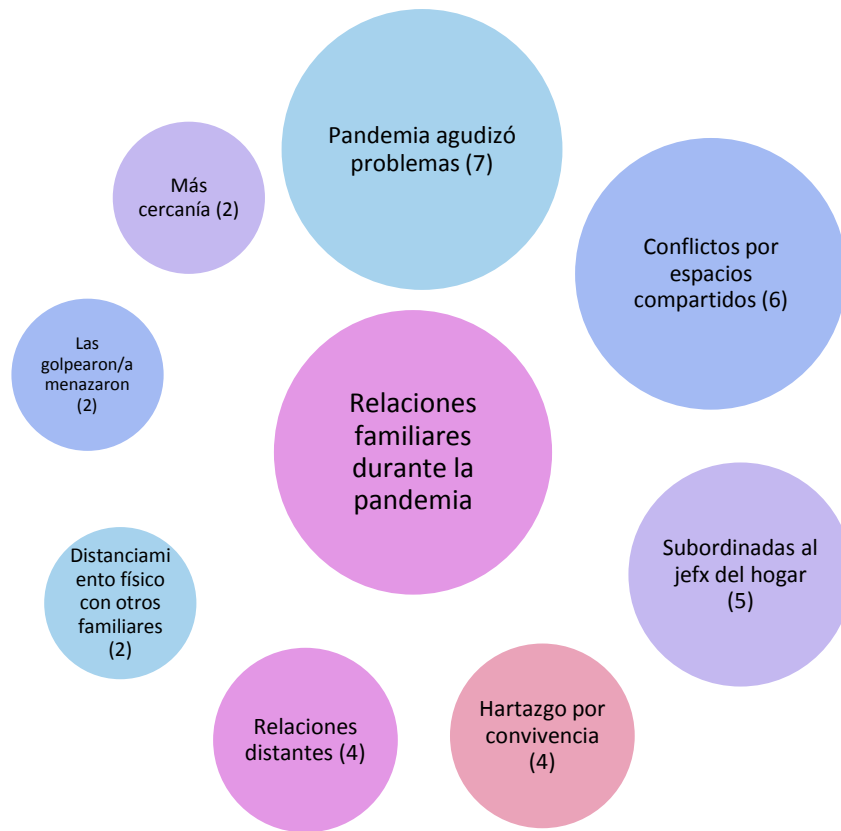 Pandemia agudizó
problemas (7)
Más
cercanía (2)
Conflictos por
espacios
compartidos (6)
Las
golpearon/a
menazaron
(2)
Relaciones
familiares
durante la
pandemia
Distanciami
ento físico
con otros
familiares
(2)
Subordinadas al
jefx del hogar
(5)
Relaciones
distantes (4)
Hartazgo por
convivencia
(4)